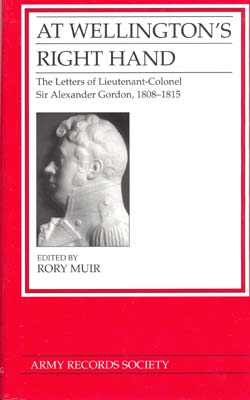 AT WELLINGTON'S
RIGHT HAND
The Letters of Lieutenant-Colonel
Sir Alexander Gordon, 1808–1815
EDITED BY
RORY MUIR
ARMY RECORDS SOCIETY